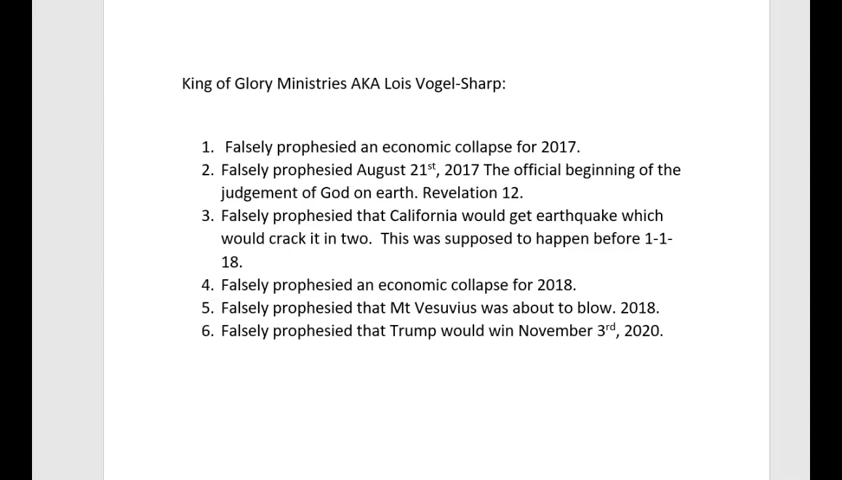 King of Glory Ministries AKA Lois Vogel-Sharp:
1. Falsely prophesied an economic collapse for 2017.
2. Falsely prophesied August 21st, 2017 The official beginning of the
judgement of God on earth. Revelation 12.
3. Falsely prophesied that California would get earthquake which
would crack it in two. This was supposed to happen before 1-1-
18.
4. Falsely prophesied an economic collapse for 2018.
5. Falsely prophesied that Mt Vesuvius was about to blow. 2018.
6. Falsely prophesied that Trump would win November 3rd, 2020.